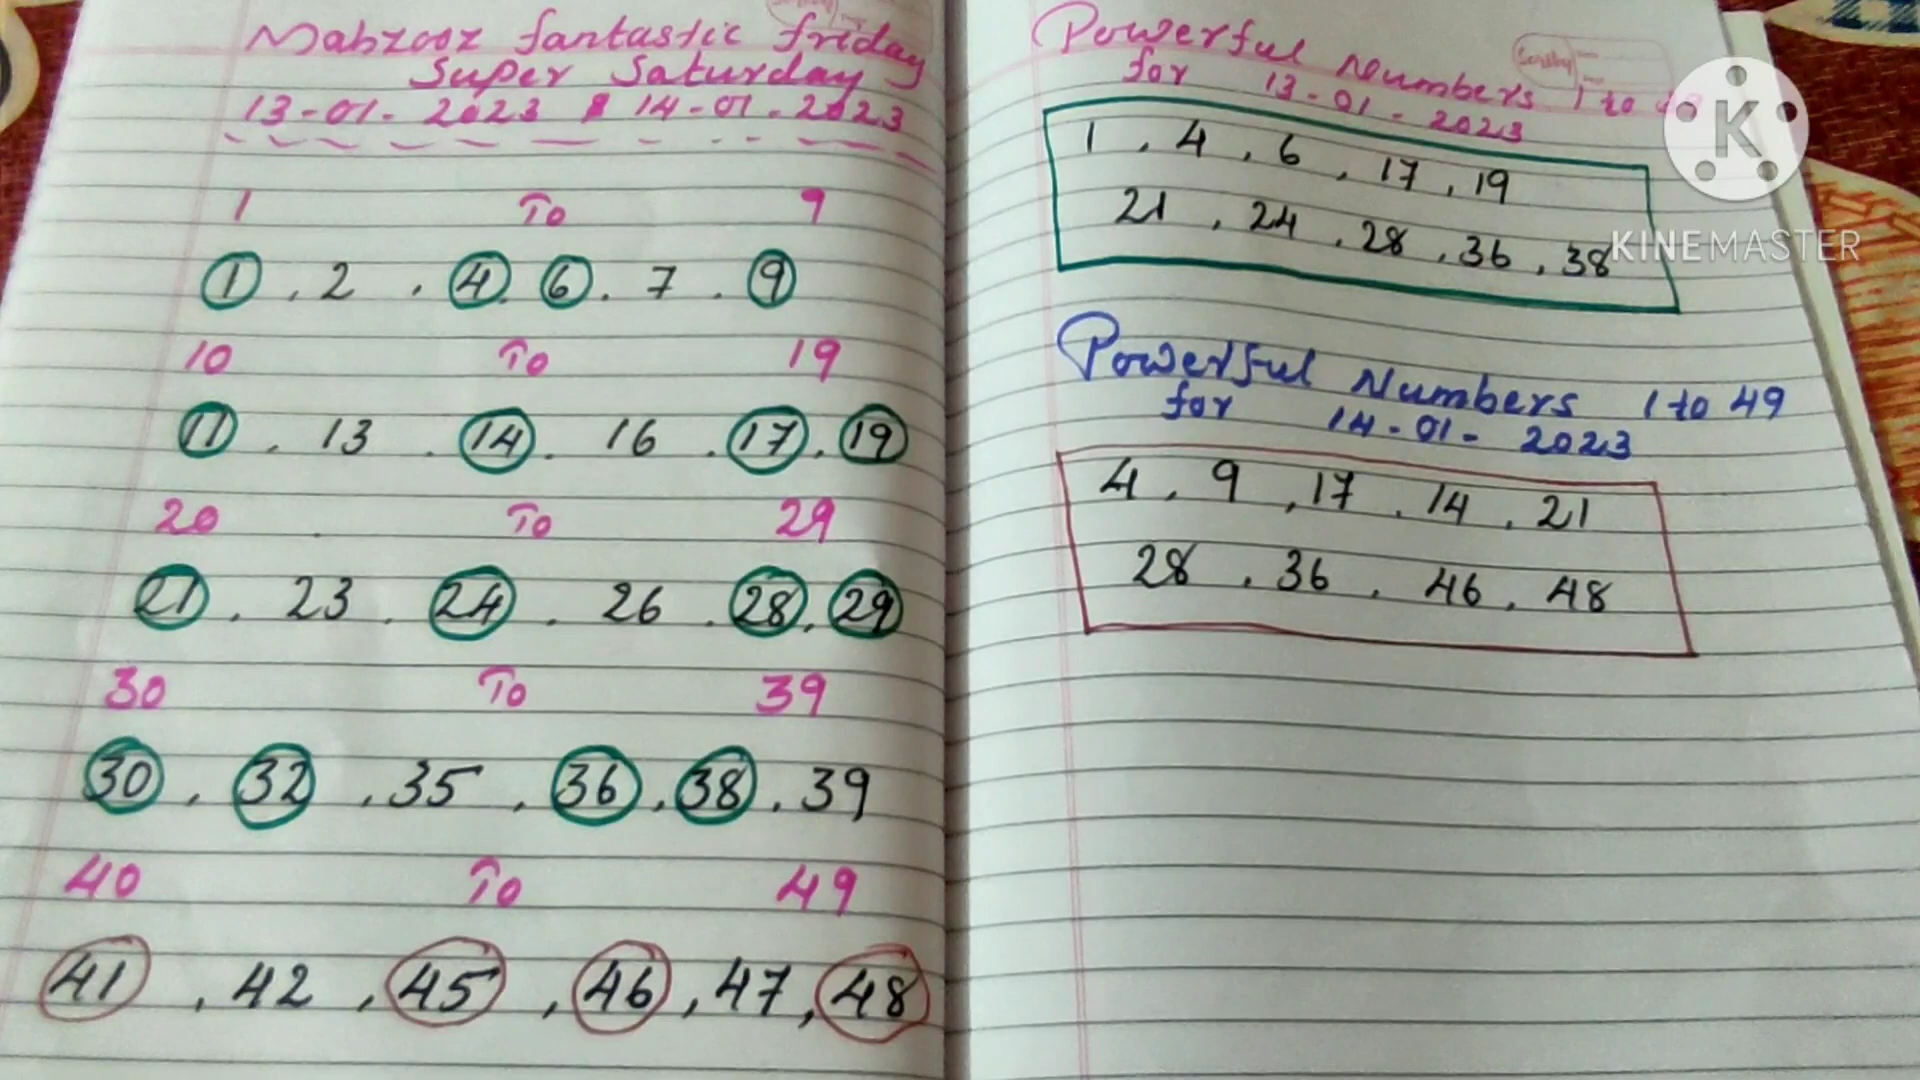 Mabzooz fantastic friday
Super Saturday
13-01-2023 & 14-01-2023
1 To 9
1 . 2 . 4 . 6 . 7 . 9
10 To 19
11 . 13 . 14 . 16 . 17 . 19
20 To 29
21 . 23 . 24 . 26 . 28 . 29
30 To 39
30 . 32 . 35 . 36 . 38 . 39
40 To 49
41 , 42 , 45 , 46 , 47 , 48
Powerful Numbers 1 to
for 13-01-2023
1 , 4 , 6 , 17 , 19
21 , 24 , 28 , 36 , 38
Powerful Numbers 1 to 49
for 14-01-2023
4 , 9 , 17 , 14 , 21
28 , 36 , 46 , 48
K
KINEMASTER